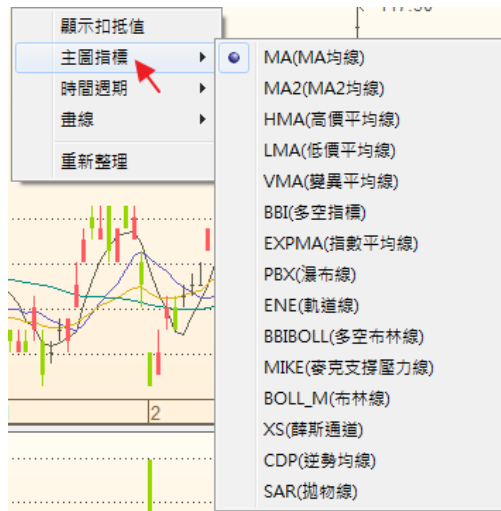 顯示扣抵值
主圖指標
時間週期
畫線
重新整理
MA(MA均線)
MA2(MA2均線)
HMA(高價平均線)
LMA(低價平均線)
VMA(變異平均線)
BBI(多空指標)
EXPMA(指數平均線)
PBX(瀑布線)
ENE(軌道線)
BBIBOLL(多空布林線)
MIKE(麥克支撐壓力線)
BOLL_M(布林線)
XS(薛斯通道)
CDP(逆勢均線)
SAR(拋物線)
2